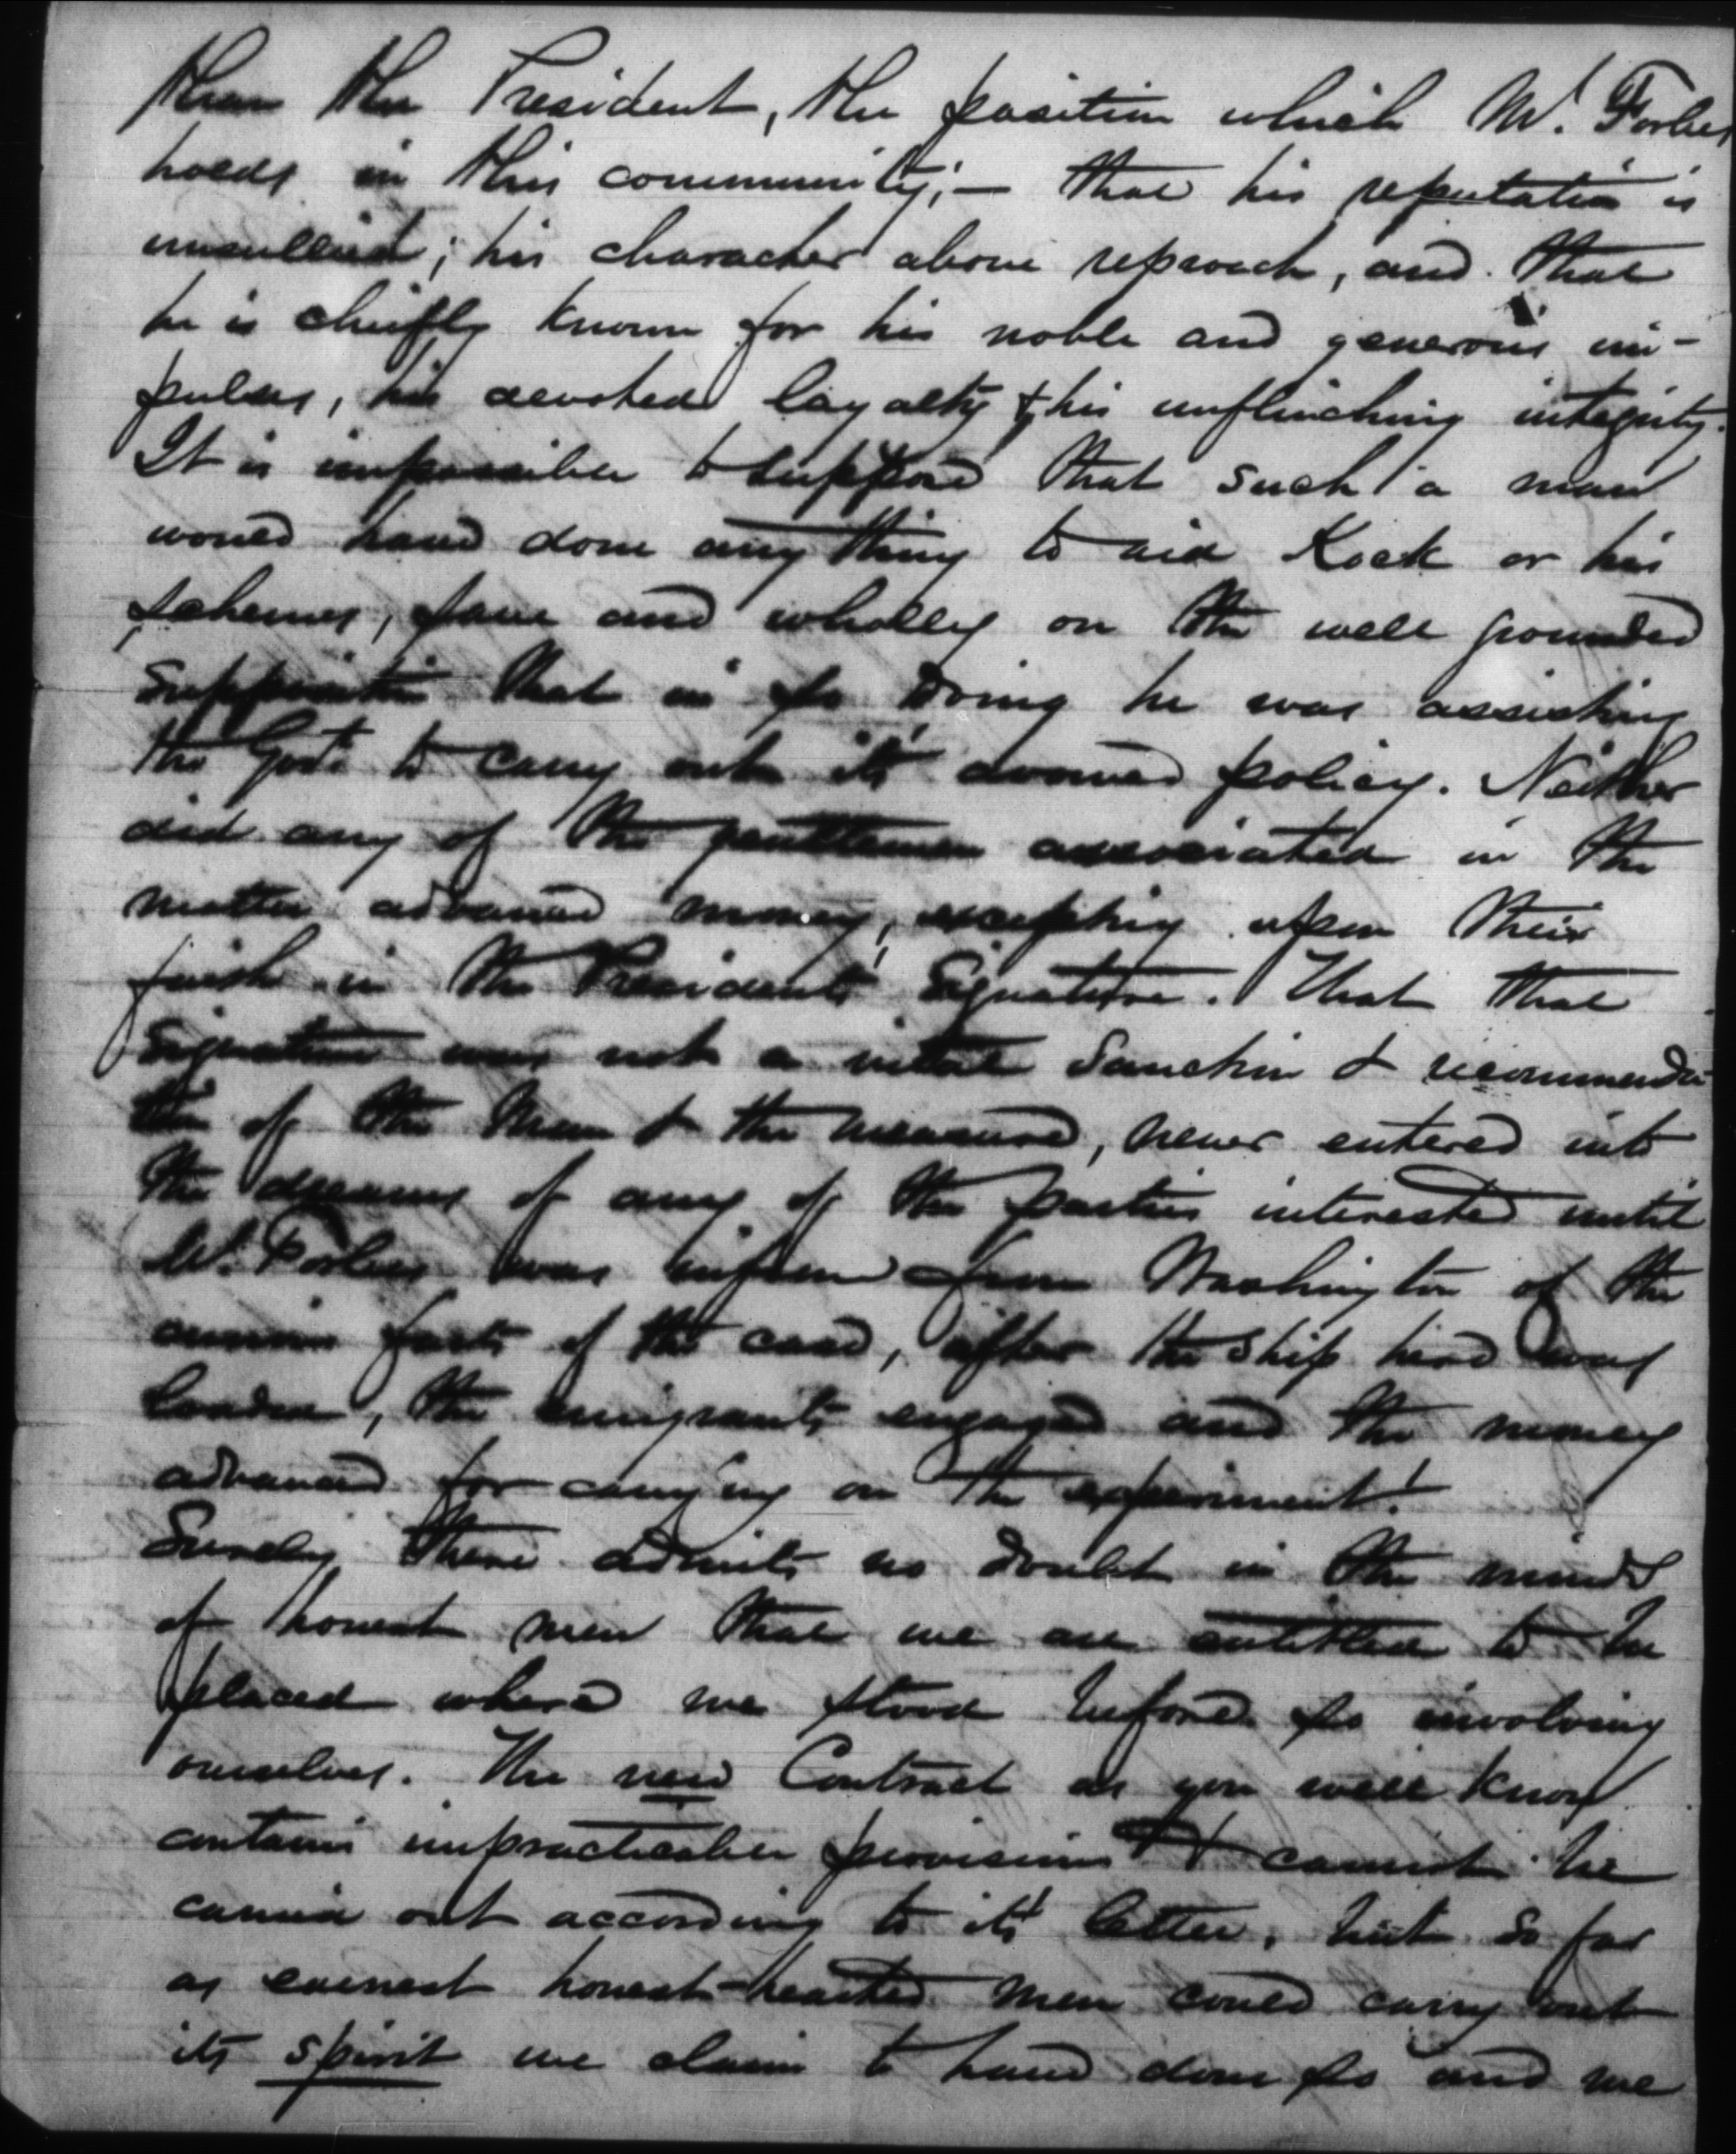 than the President, the position which Mr. Forbes
holds in this community;— that his reputation is
unsullied; his character above reproach, and that
he is chiefly known for his noble and generous im-
pulses, his devoted loyalty & his unflinching integrity.
It is impossible to suppose that such a man
would have done any thing to aid Kock or his
schemes, save and wholly on the well grounded
supposition that in so doing he was assisting
the Govt. to carry out it's avowed policy. Neither
did any of the gentlemen associated in the
matter advance money, excepting upon their
faith in the President's Signature. That that
Signature was not a virtual Sanction & recommenda-
tion of the Man & the measure, never entered into
the dreams of any of the parties interested until
Mr. Forbes was informed from Washington of the
facts of the case, after the ship hired was
loaded, the emigrants engaged and the money
advanced for carrying on the experiment!
Surely there admits no doubt in the minds
of honest men that we are entitled to be
placed where we stood before so involving
ourselves. The new Contract as you well know
contains impracticable provisions & cannot be
carried out according to it's letter, but so far
as earnest honest-hearted men could carry out
its spirit we claim to have done so and we